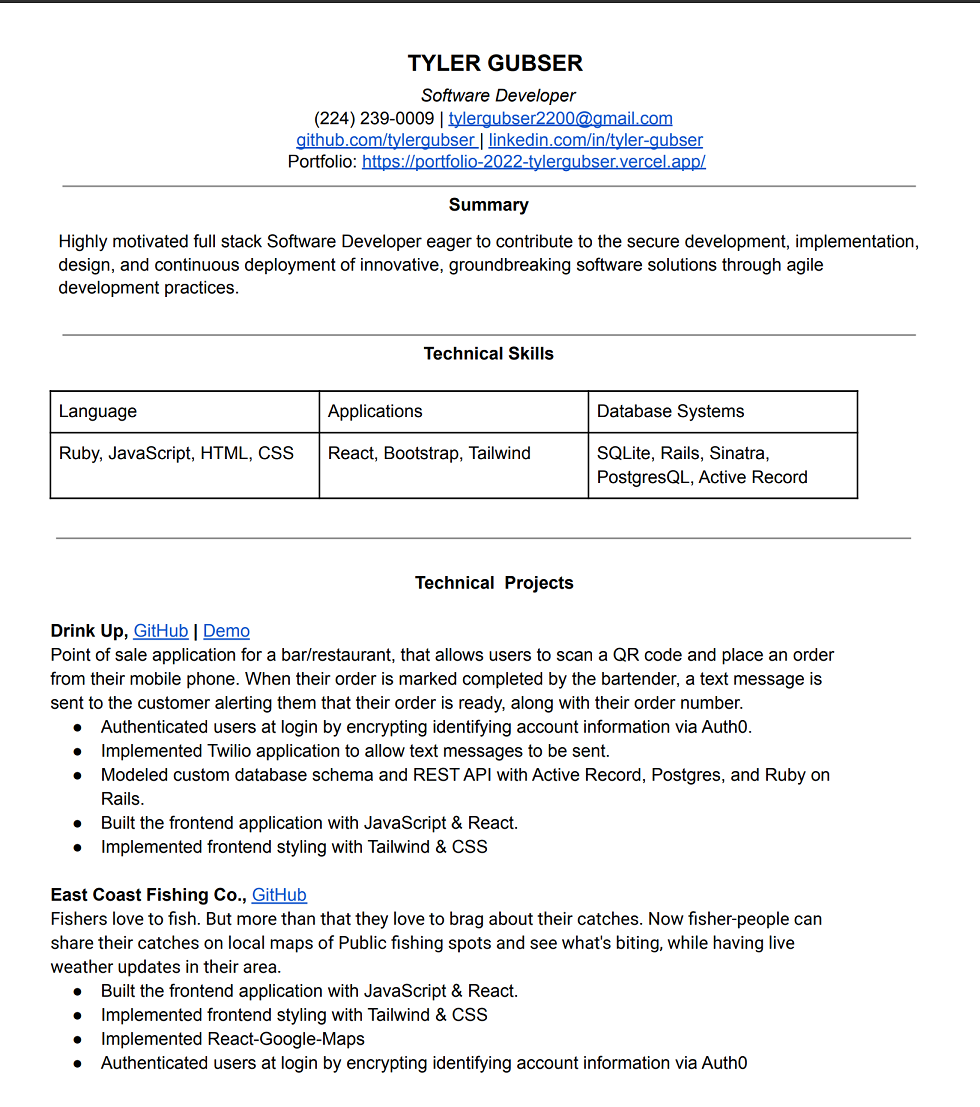 TYLER GUBSER
Software Developer
(224) 239-0009 | tylergubser2200@gmail.com
github.com/tylergubser | linkedin.com/in/tyler-gubser
Portfolio: https://portfolio-2022-tylergubser.vercel.app/
Summary
Highly motivated full stack Software Developer eager to contribute to the secure development, implementation,
design, and continuous deployment of innovative, groundbreaking software solutions through agile
development practices.
Technical Skills
Language Applications Database Systems
Ruby, JavaScript, HTML, CSS React, Bootstrap, Tailwind SQLite, Rails, Sinatra,
PostgresQL, Active Record
Technical Projects
Drink Up, GitHub | Demo
Point of sale application for a bar/restaurant, that allows users to scan a QR code and place an order
from their mobile phone. When their order is marked completed by the bartender, a text message is
sent to the customer alerting them that their order is ready, along with their order number.
● Authenticated users at login by encrypting identifying account information via Auth0.
● Implemented Twilio application to allow text messages to be sent.
● Modeled custom database schema and REST API with Active Record, Postgres, and Ruby on
Rails.
● Built the frontend application with JavaScript & React.
● Implemented frontend styling with Tailwind & CSS
East Coast Fishing Co., GitHub
Fishers love to fish. But more than that they love to brag about their catches. Now fisher-people can
share their catches on local maps of Public fishing spots and see what's biting, while having live
weather updates in their area.
● Built the frontend application with JavaScript & React.
● Implemented frontend styling with Tailwind & CSS
● Implemented React-Google-Maps
● Authenticated users at login by encrypting identifying account information via Auth0